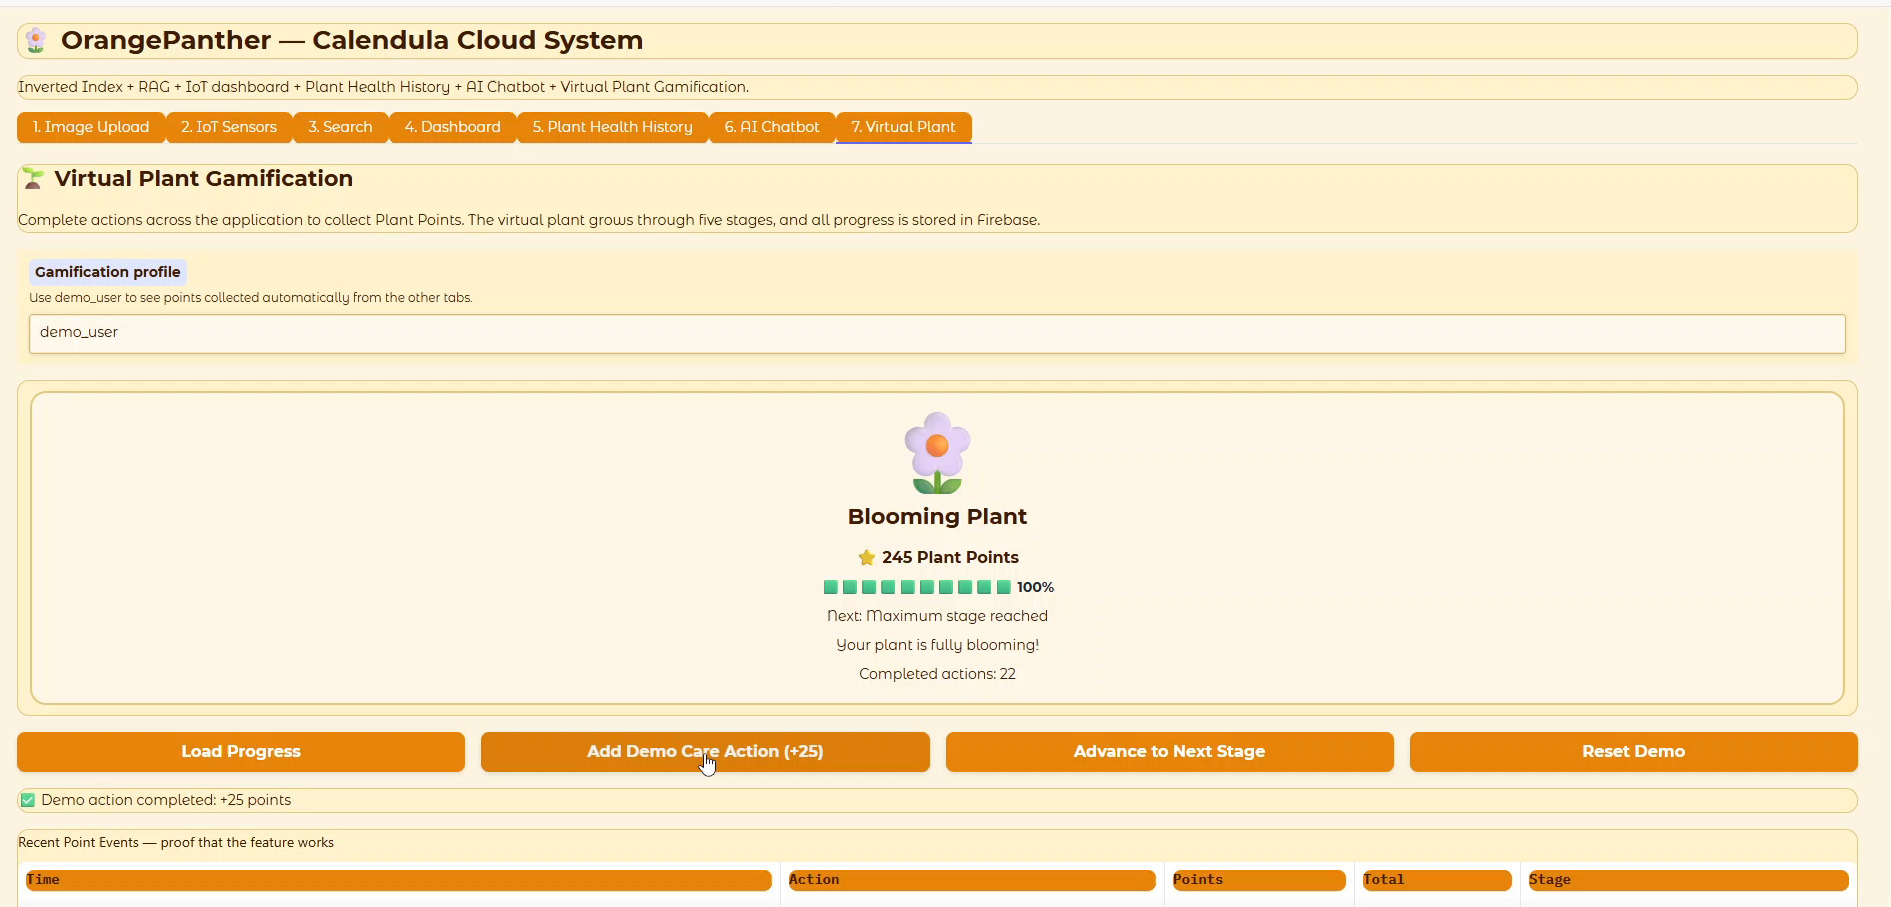 OrangePanther — Calendula Cloud System
Inverted Index + RAG + IoT dashboard + Plant Health History + AI Chatbot + Virtual Plant Gamification.
1. Image Upload 2. IoT Sensors 3. Search 4. Dashboard 5. Plant Health History 6. AI Chatbot 7. Virtual Plant
Virtual Plant Gamification
Complete actions across the application to collect Plant Points. The virtual plant grows through five stages, and all progress is stored in Firebase.
Gamification profile
Use demo_user to see points collected automatically from the other tabs.
demo_user
Blooming Plant
245 Plant Points
100%
Next: Maximum stage reached
Your plant is fully blooming!
Completed actions: 22
Load Progress Add Demo Care Action (+25) Advance to Next Stage Reset Demo
Demo action completed: +25 points
Recent Point Events — proof that the feature works
Time Action Points Total Stage